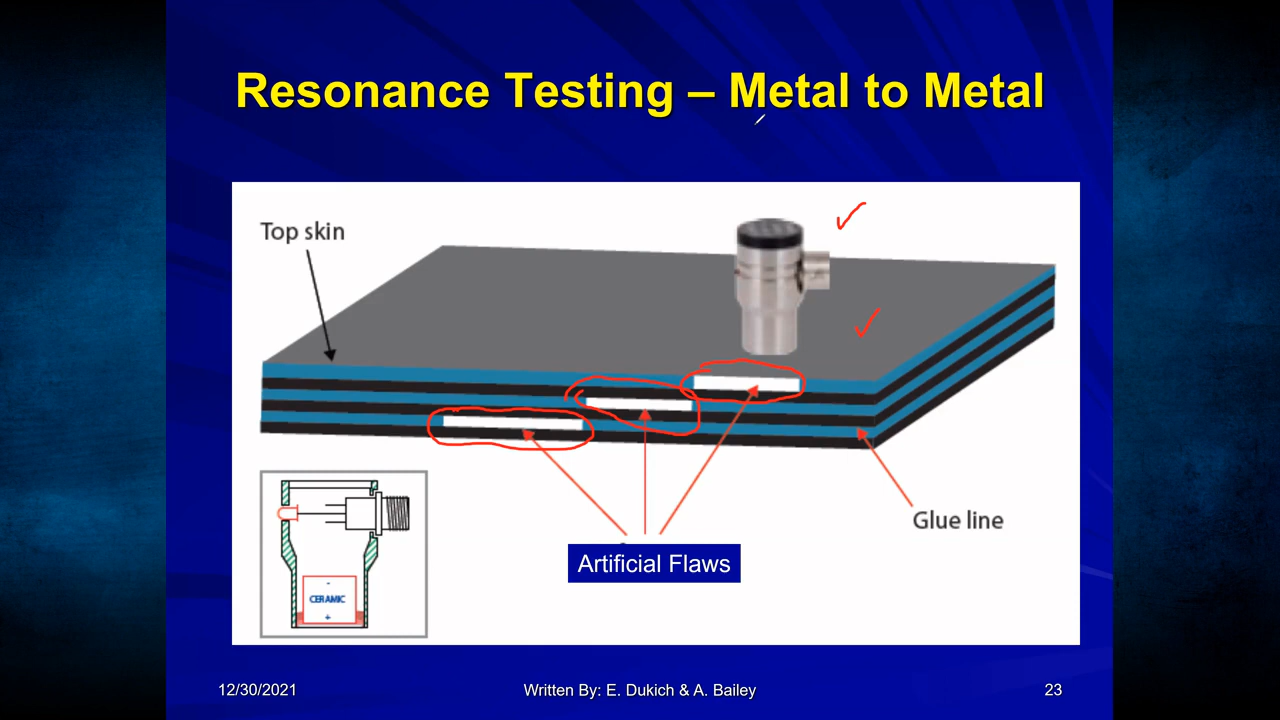 Resonance Testing – Metal to Metal
Top skin
Glue line
Artificial Flaws
-
CERAMIC
+
12/30/2021
Written By: E. Dukich & A. Bailey
23